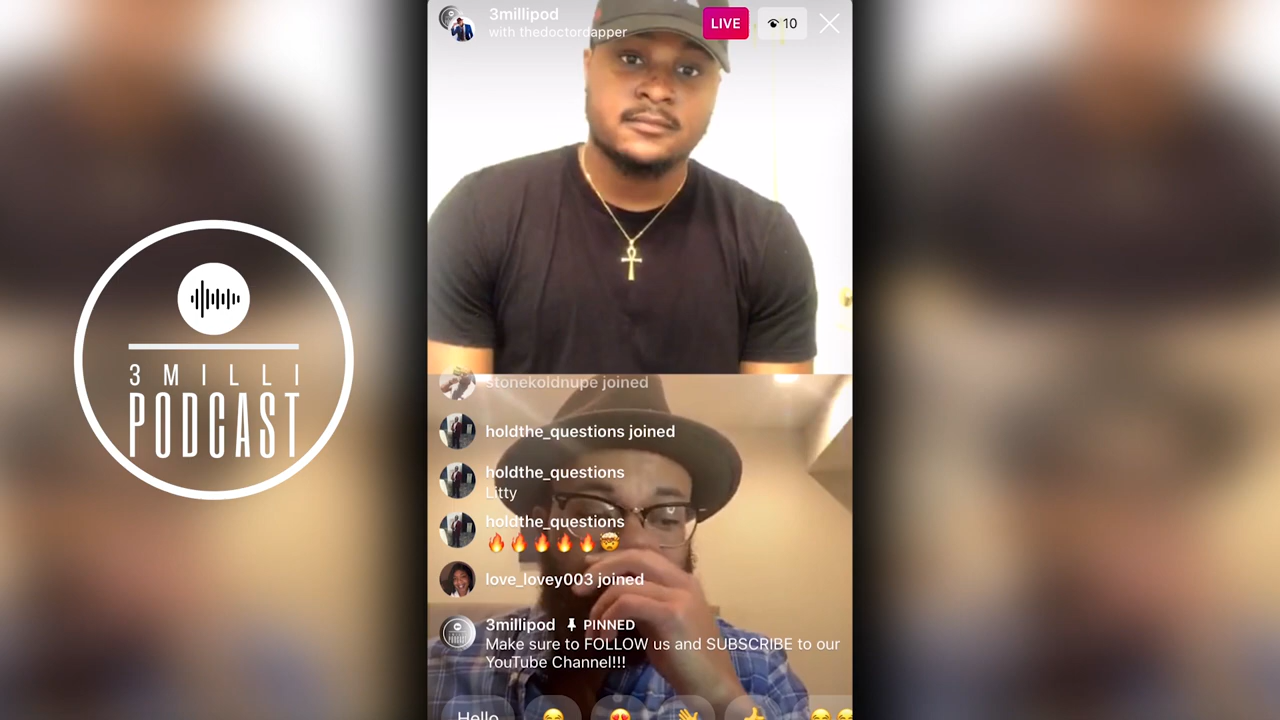 3millipod
with thedoctordapper
LIVE
10
3 MILLI
PODCAST
stonekoldnupe joined
holdthe_questions joined
holdthe_questions
Litty
holdthe_questions
🔥🔥🔥🔥🔥🤯
love_lovey003 joined
3millipod PINNED
Make sure to FOLLOW us and SUBSCRIBE to our
YouTube Channel!!!
Hello